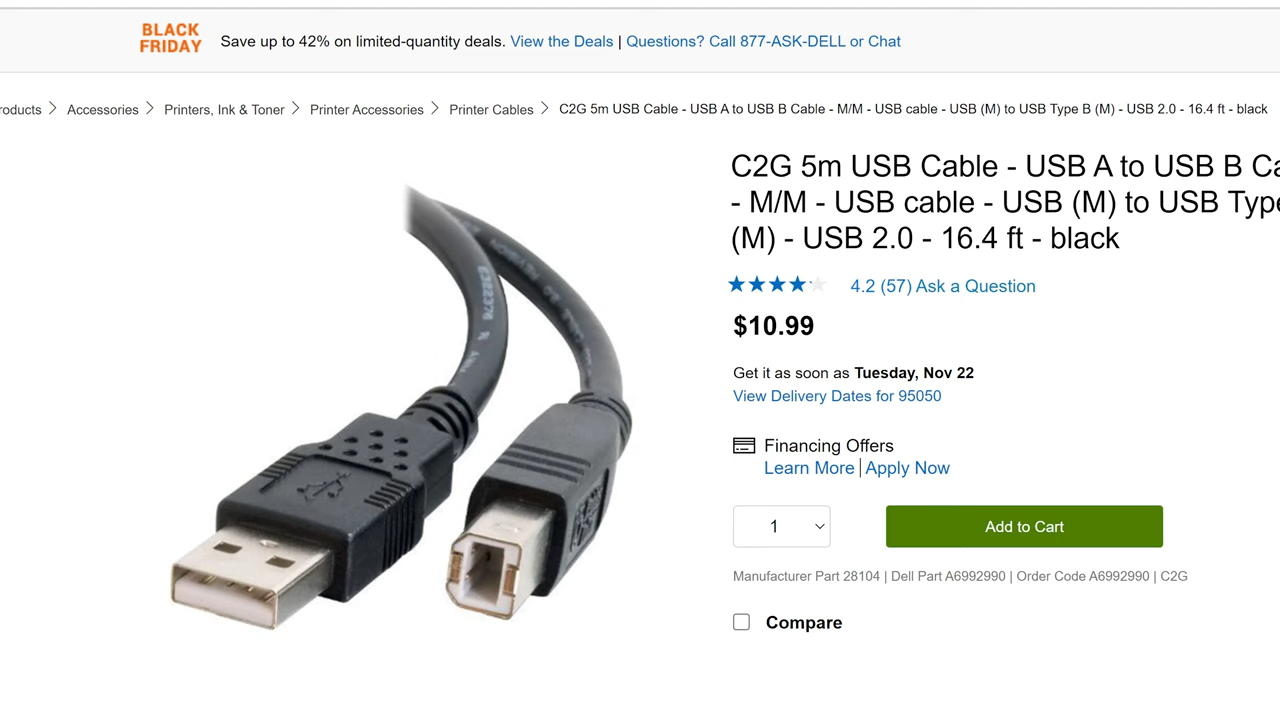 BLACK
FRIDAY
Save up to 42% on limited-quantity deals. View the Deals | Questions? Call 877-ASK-DELL or Chat
roducts > Accessories > Printers, Ink & Toner > Printer Accessories > Printer Cables > C2G 5m USB Cable - USB A to USB B Cable - M/M - USB cable - USB (M) to USB Type B (M) - USB 2.0 - 16.4 ft - black
C2G 5m USB Cable - USB A to USB B Ca
- M/M - USB cable - USB (M) to USB Type
(M) - USB 2.0 - 16.4 ft - black
4.2 (57) Ask a Question
$10.99
Get it as soon as Tuesday, Nov 22
View Delivery Dates for 95050
Financing Offers
Learn More | Apply Now
1
Add to Cart
Manufacturer Part 28104 | Dell Part A6992990 | Order Code A6992990 | C2G
Compare